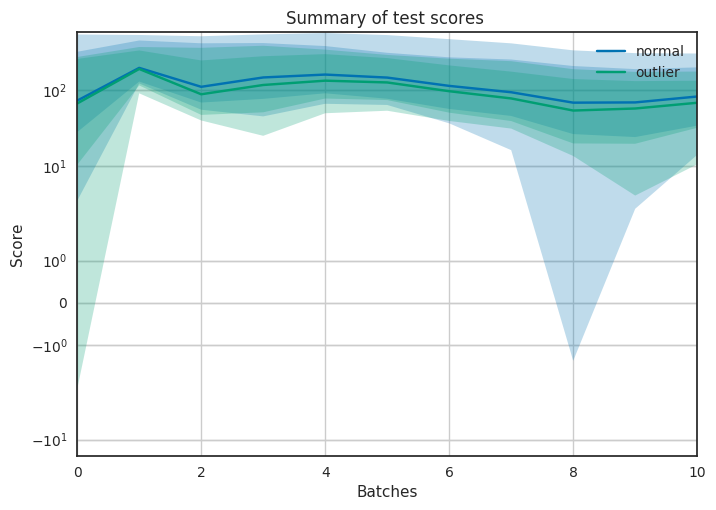 Summary of test scores
normal
outlier
10²
10¹
10⁰
0
−10⁰
−10¹
Score
0 2 4 6 8 10
Batches